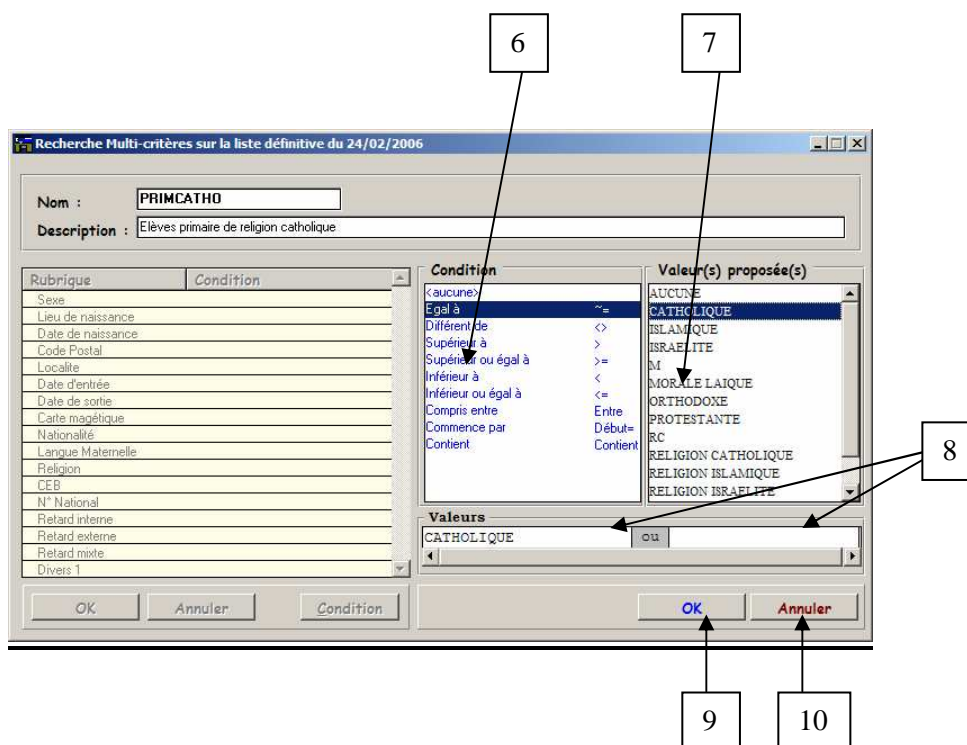 6
7
Recherche Multi-critères sur la liste définitive du 24/02/2006
Nom :
PRIMCATHO
Description :
Elèves primaire de religion catholique
Rubrique
Condition
Sexe
Lieu de naissance
Date de naissance
Code Postal
Localite
Date d'entrée
Date de sortie
Carte magétique
Nationalité
Langue Maternelle
Religion
CEB
N° National
Retard interne
Retard externe
Retard mixte
Divers 1
OK
Annuler
Condition
Condition
<aucune>
Egal à ~=
Différent de <>
Supérieur à >
Supérieur ou égal à >=
Inférieur à <
Inférieur ou égal à <=
Compris entre Entre
Commence par Début=
Contient Contient
Valeur(s) proposée(s)
AUCUNE
CATHOLIQUE
ISLAMIQUE
ISRAELITE
M
MORALE LAIQUE
ORTHODOXE
PROTESTANTE
RC
RELIGION CATHOLIQUE
RELIGION ISLAMIQUE
RELIGION ISRAELITE
8
Valeurs
CATHOLIQUE
ou
OK
Annuler
9
10